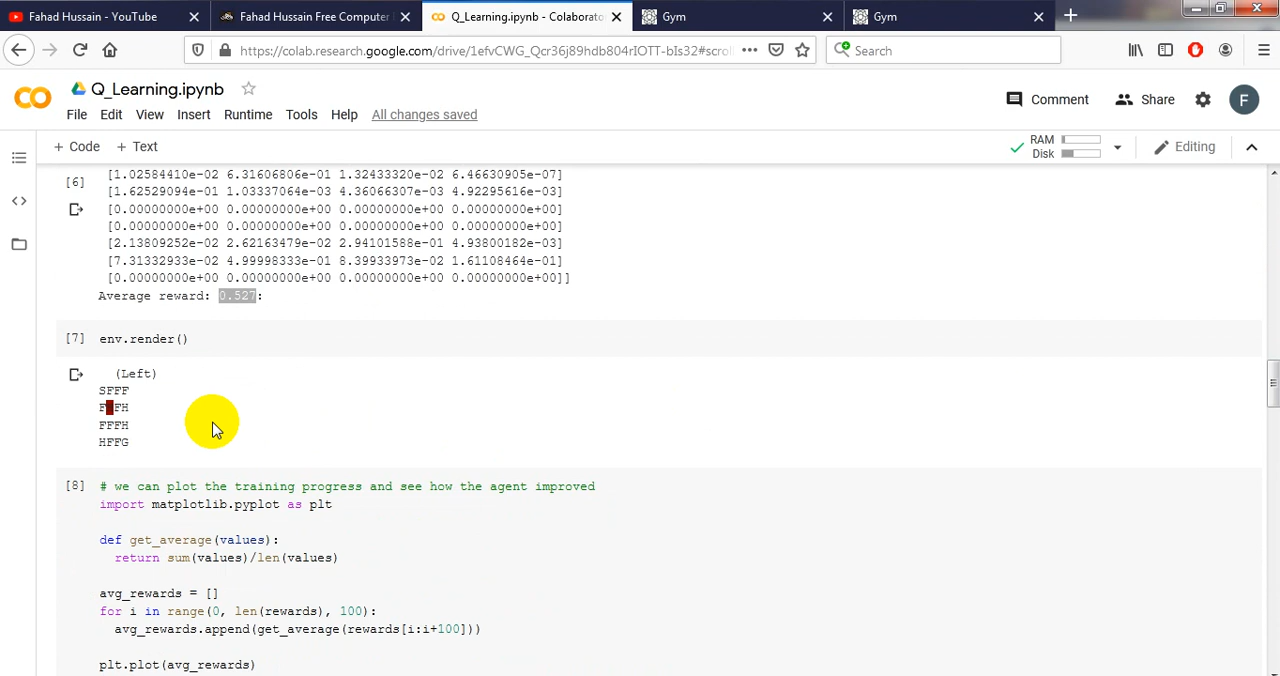 Fahad Hussain - YouTube
Fahad Hussain Free Computer
Q_Learning.ipynb - Colaborato
Gym
Gym
https://colab.research.google.com/drive/1efvCWG_Qcr36j89hdb804rIOTT-bIs32#scrol
Search
Q_Learning.ipynb
Comment
Share
F
File Edit View Insert Runtime Tools Help All changes saved
+ Code + Text
RAM
Disk
Editing
[6]
[1.02584410e-02 6.31606806e-01 1.32433320e-02 6.46630905e-07]
[1.62529094e-01 1.03337064e-03 4.36066307e-03 4.92295616e-03]
[0.00000000e+00 0.00000000e+00 0.00000000e+00 0.00000000e+00]
[0.00000000e+00 0.00000000e+00 0.00000000e+00 0.00000000e+00]
[2.13809252e-02 2.62163479e-02 2.94101588e-01 4.93800182e-03]
[7.31332933e-02 4.99998333e-01 8.39933973e-02 1.61108464e-01]
[0.00000000e+00 0.00000000e+00 0.00000000e+00 0.00000000e+00]]
Average reward: 0.527:
[7] env.render()
(Left)
SFFF
F FH
FFFH
HFFG
[8] # we can plot the training progress and see how the agent improved
import matplotlib.pyplot as plt
def get_average(values):
return sum(values)/len(values)
avg_rewards = []
for i in range(0, len(rewards), 100):
avg_rewards.append(get_average(rewards[i:i+100]))
plt.plot(avg_rewards)